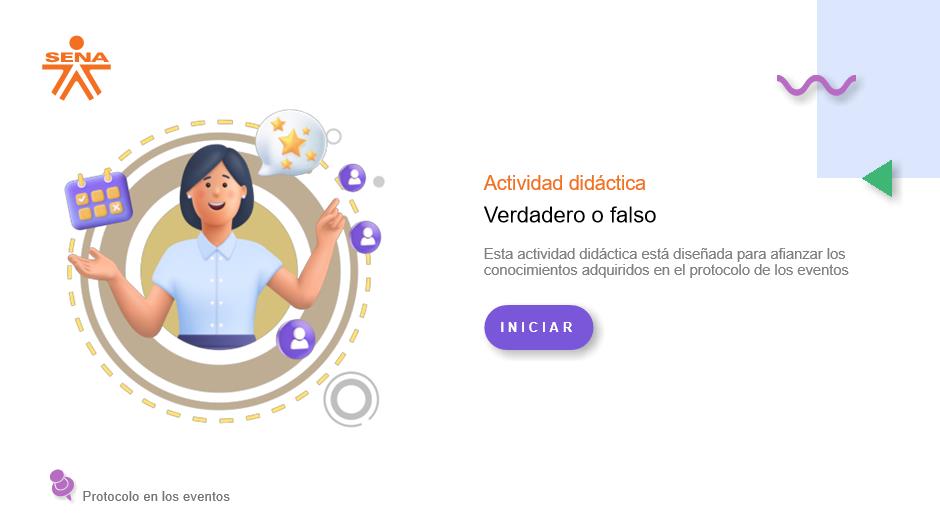 SENA
Actividad didáctica
Verdadero o falso
Esta actividad didáctica está diseñada para afianzar los
conocimientos adquiridos en el protocolo de los eventos
INICIAR
Protocolo en los eventos